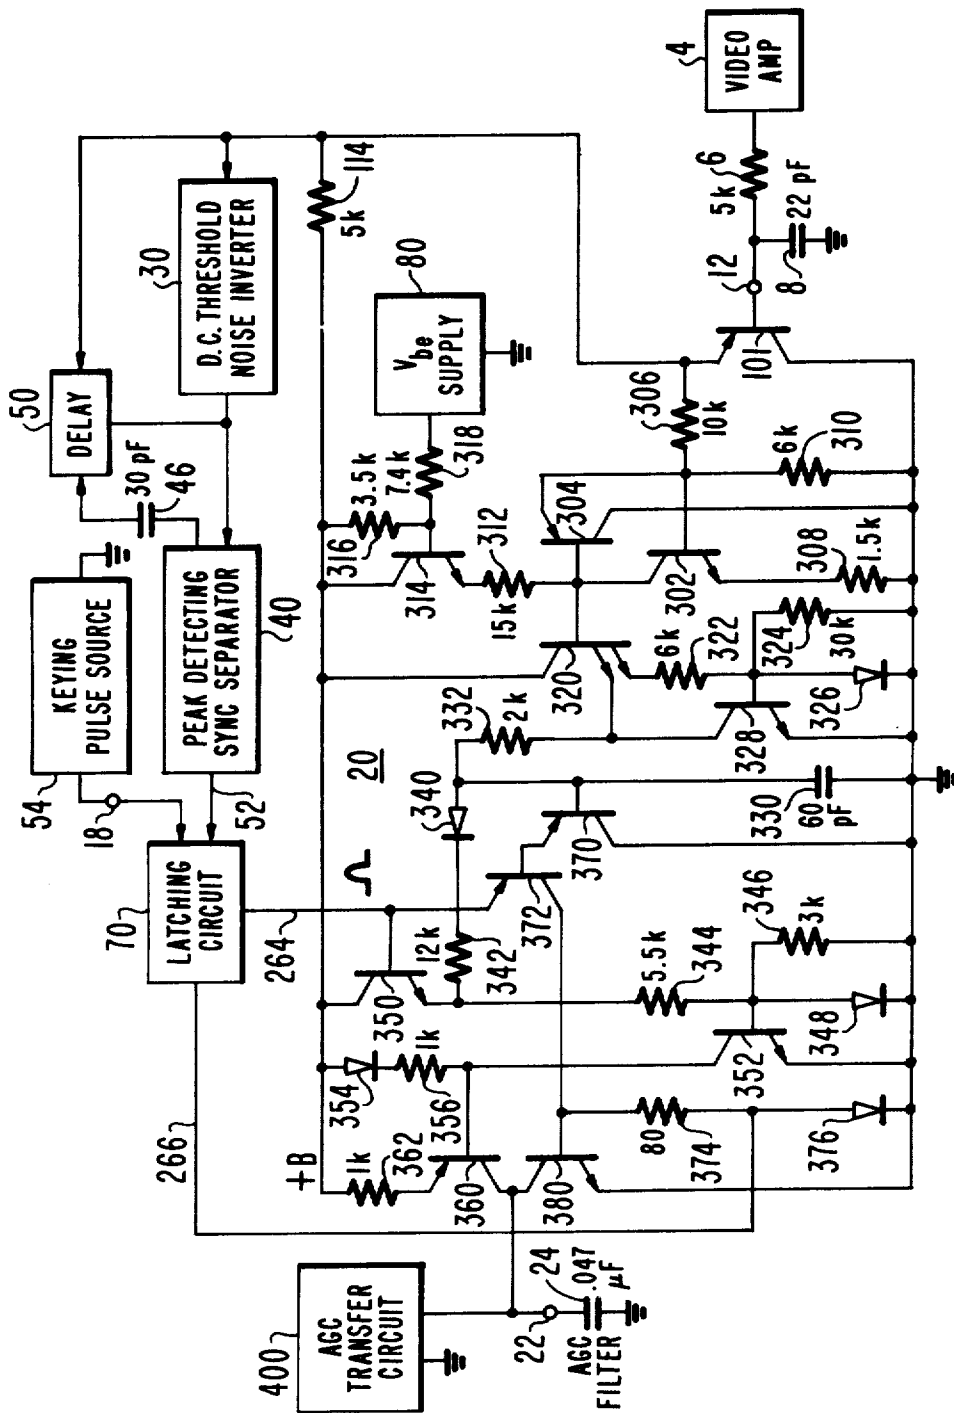 4
VIDEO
AMP
5k
6
22 pF
8
12
101
114
5k
30
D.C. THRESHOLD
NOISE INVERTER
80
Vbe
SUPPLY
306
10k
310
6k
50
DELAY
30 pF
46
3.5k
7.4k
318
316
314
312
15k
304
302
308
1.5k
KEYING
PULSE SOURCE
54
18
PEAK DETECTING
SYNC SEPARATOR
40
52
20
332
2k
320
6k
322
324
30k
328
326
340
330
60
pF
370
372
70
LATCHING
CIRCUIT
264
12k
342
350
5.5k
344
346
3k
348
352
354
1k
356
266
+B
1k
362
360
380
80
374
376
400
AGC
TRANSFER
CIRCUIT
22
24
.047
μF
AGC
FILTER